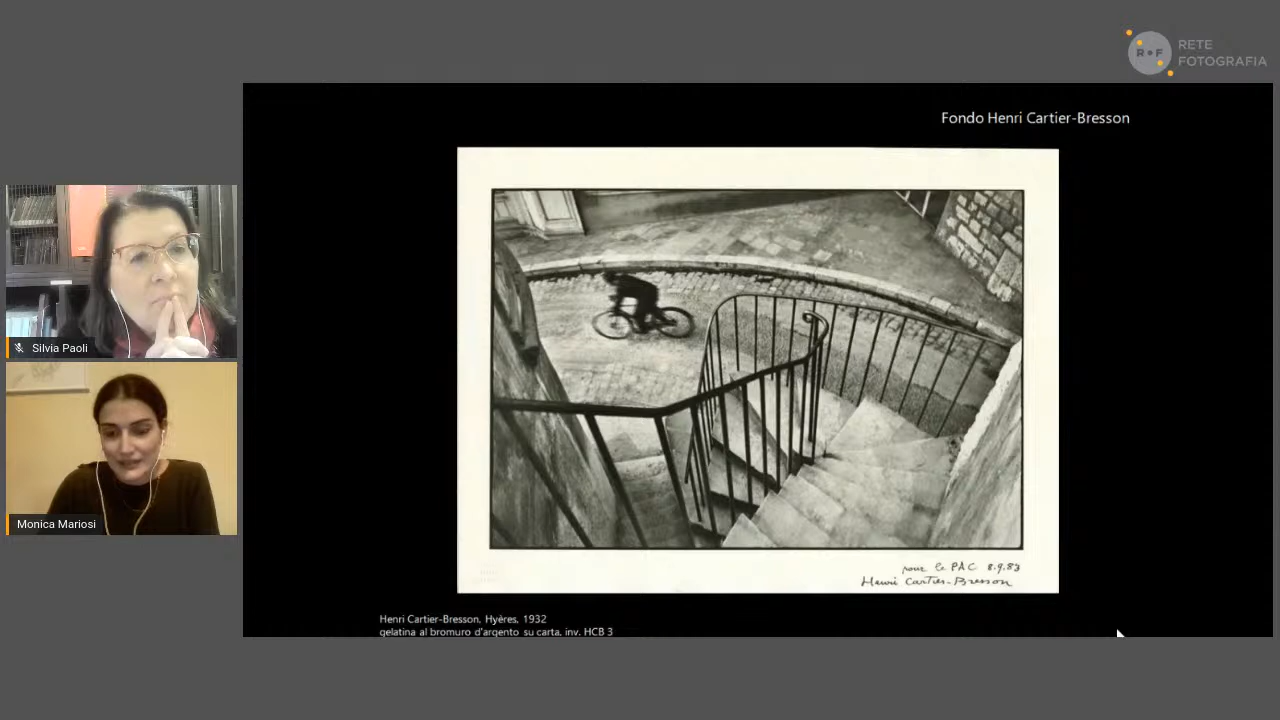 R●F
RETE
FOTOGRAFIA
Fondo Henri Cartier-Bresson
Silvia Paoli
Monica Mariosi
pour le PAC 8.9.83
Henri Cartier-Bresson
Henri Cartier-Bresson, Hyères, 1932
gelatina al bromuro d'argento su carta, inv. HCB 3